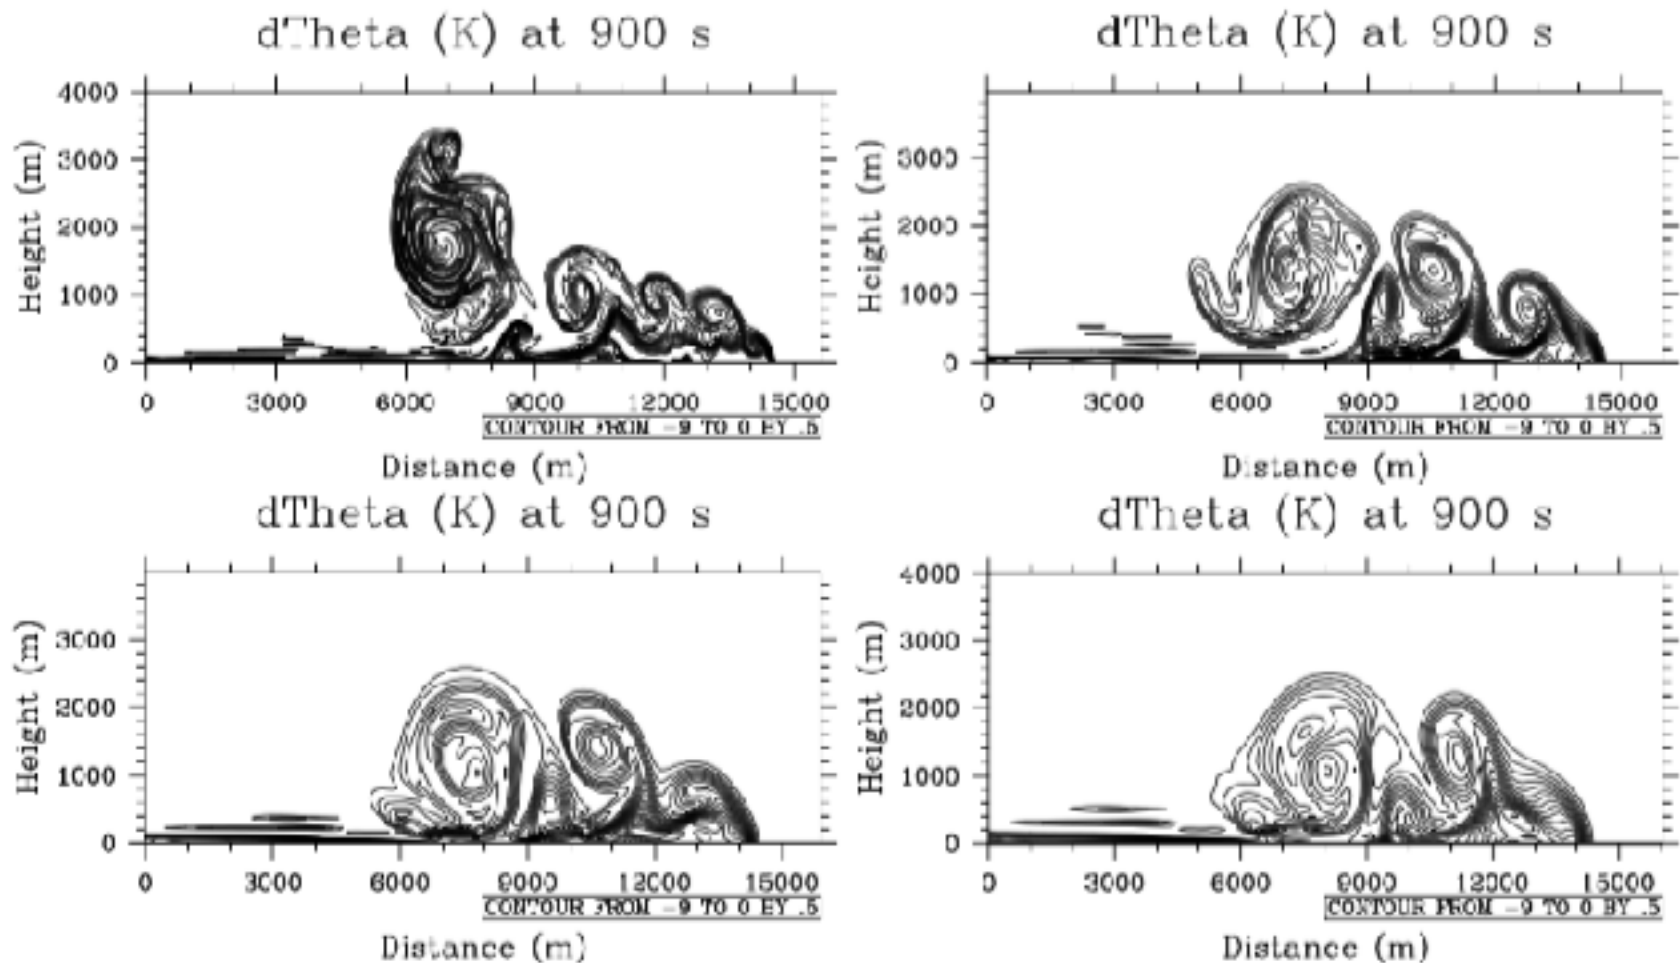 dTheta (K) at 900 s
4000
3000
2000
1000
0
Height (m)
0 3000 6000 9000 12000 15000
CONTOUR FROM -9 TO 0 BY .5
Distance (m)
dTheta (K) at 900 s
3000
2000
1000
0
Height (m)
0 3000 6000 9000 12000 15000
CONTOUR FROM -9 TO 0 BY .5
Distance (m)
dTheta (K) at 900 s
3000
2000
1000
0
Height (m)
0 3000 6000 9000 12000 15000
CONTOUR FROM -9 TO 0 BY .5
Distance (m)
dTheta (K) at 900 s
4000
3000
2000
1000
0
Height (m)
0 3000 6000 9000 12000 15000
CONTOUR FROM -9 TO 0 BY .5
Distance (m)